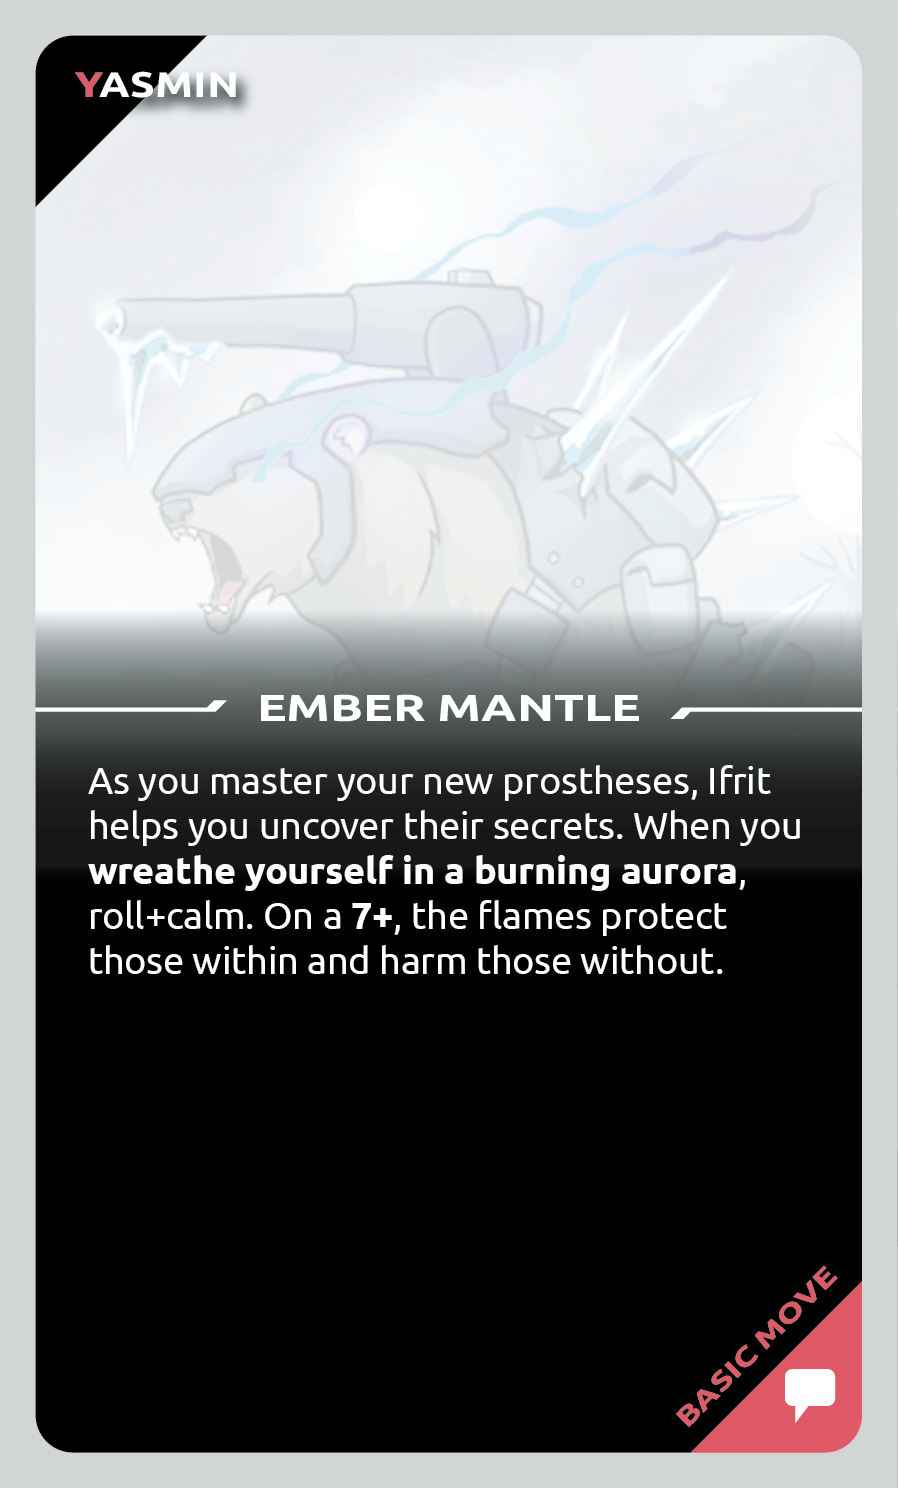 YASMIN
EMBER MANTLE
As you master your new prostheses, Ifrit
helps you uncover their secrets. When you
wreathe yourself in a burning aurora,
roll+calm. On a 7+, the flames protect
those within and harm those without.
BASIC MOVE